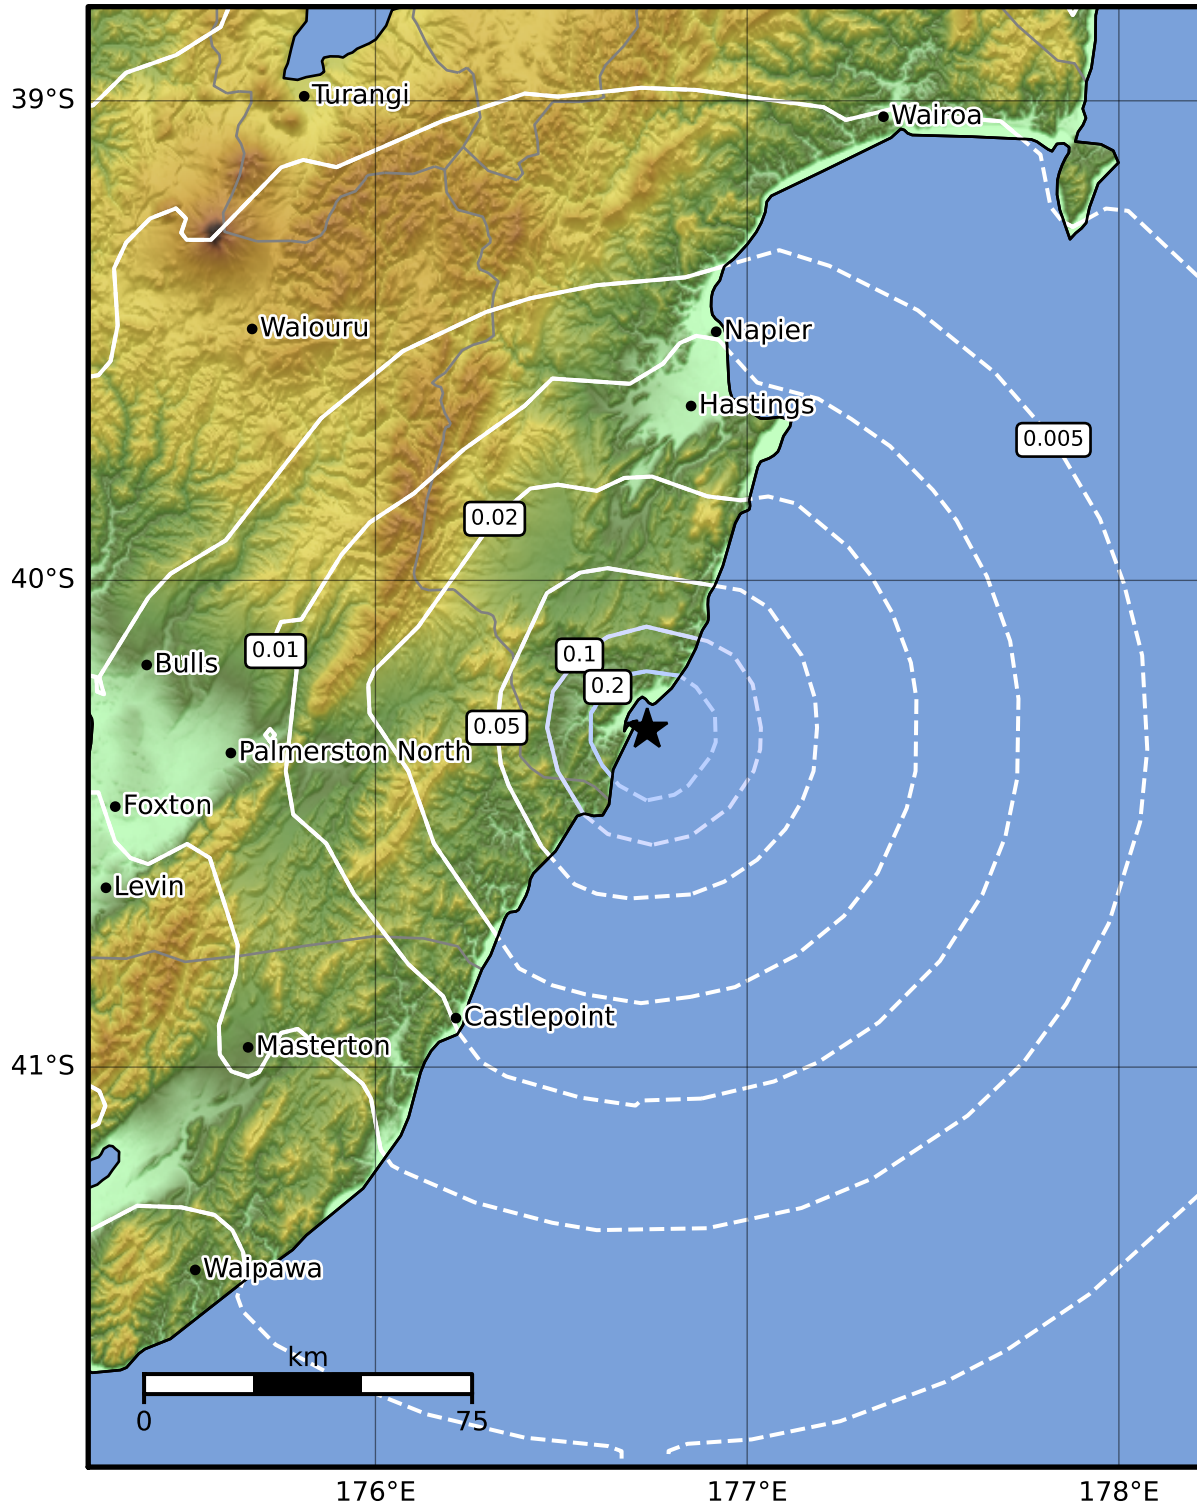 Turangi
39°S
Wairoa
Waiouru
Napier
Hastings
0.005
0.02
40°S
0.01
0.1
Bulls
0.2
0.05
Palmerston North
Foxton
Levin
Castlepoint
Masterton
41°S
Waipawa
km
0
75
176°E
177°E
178°E